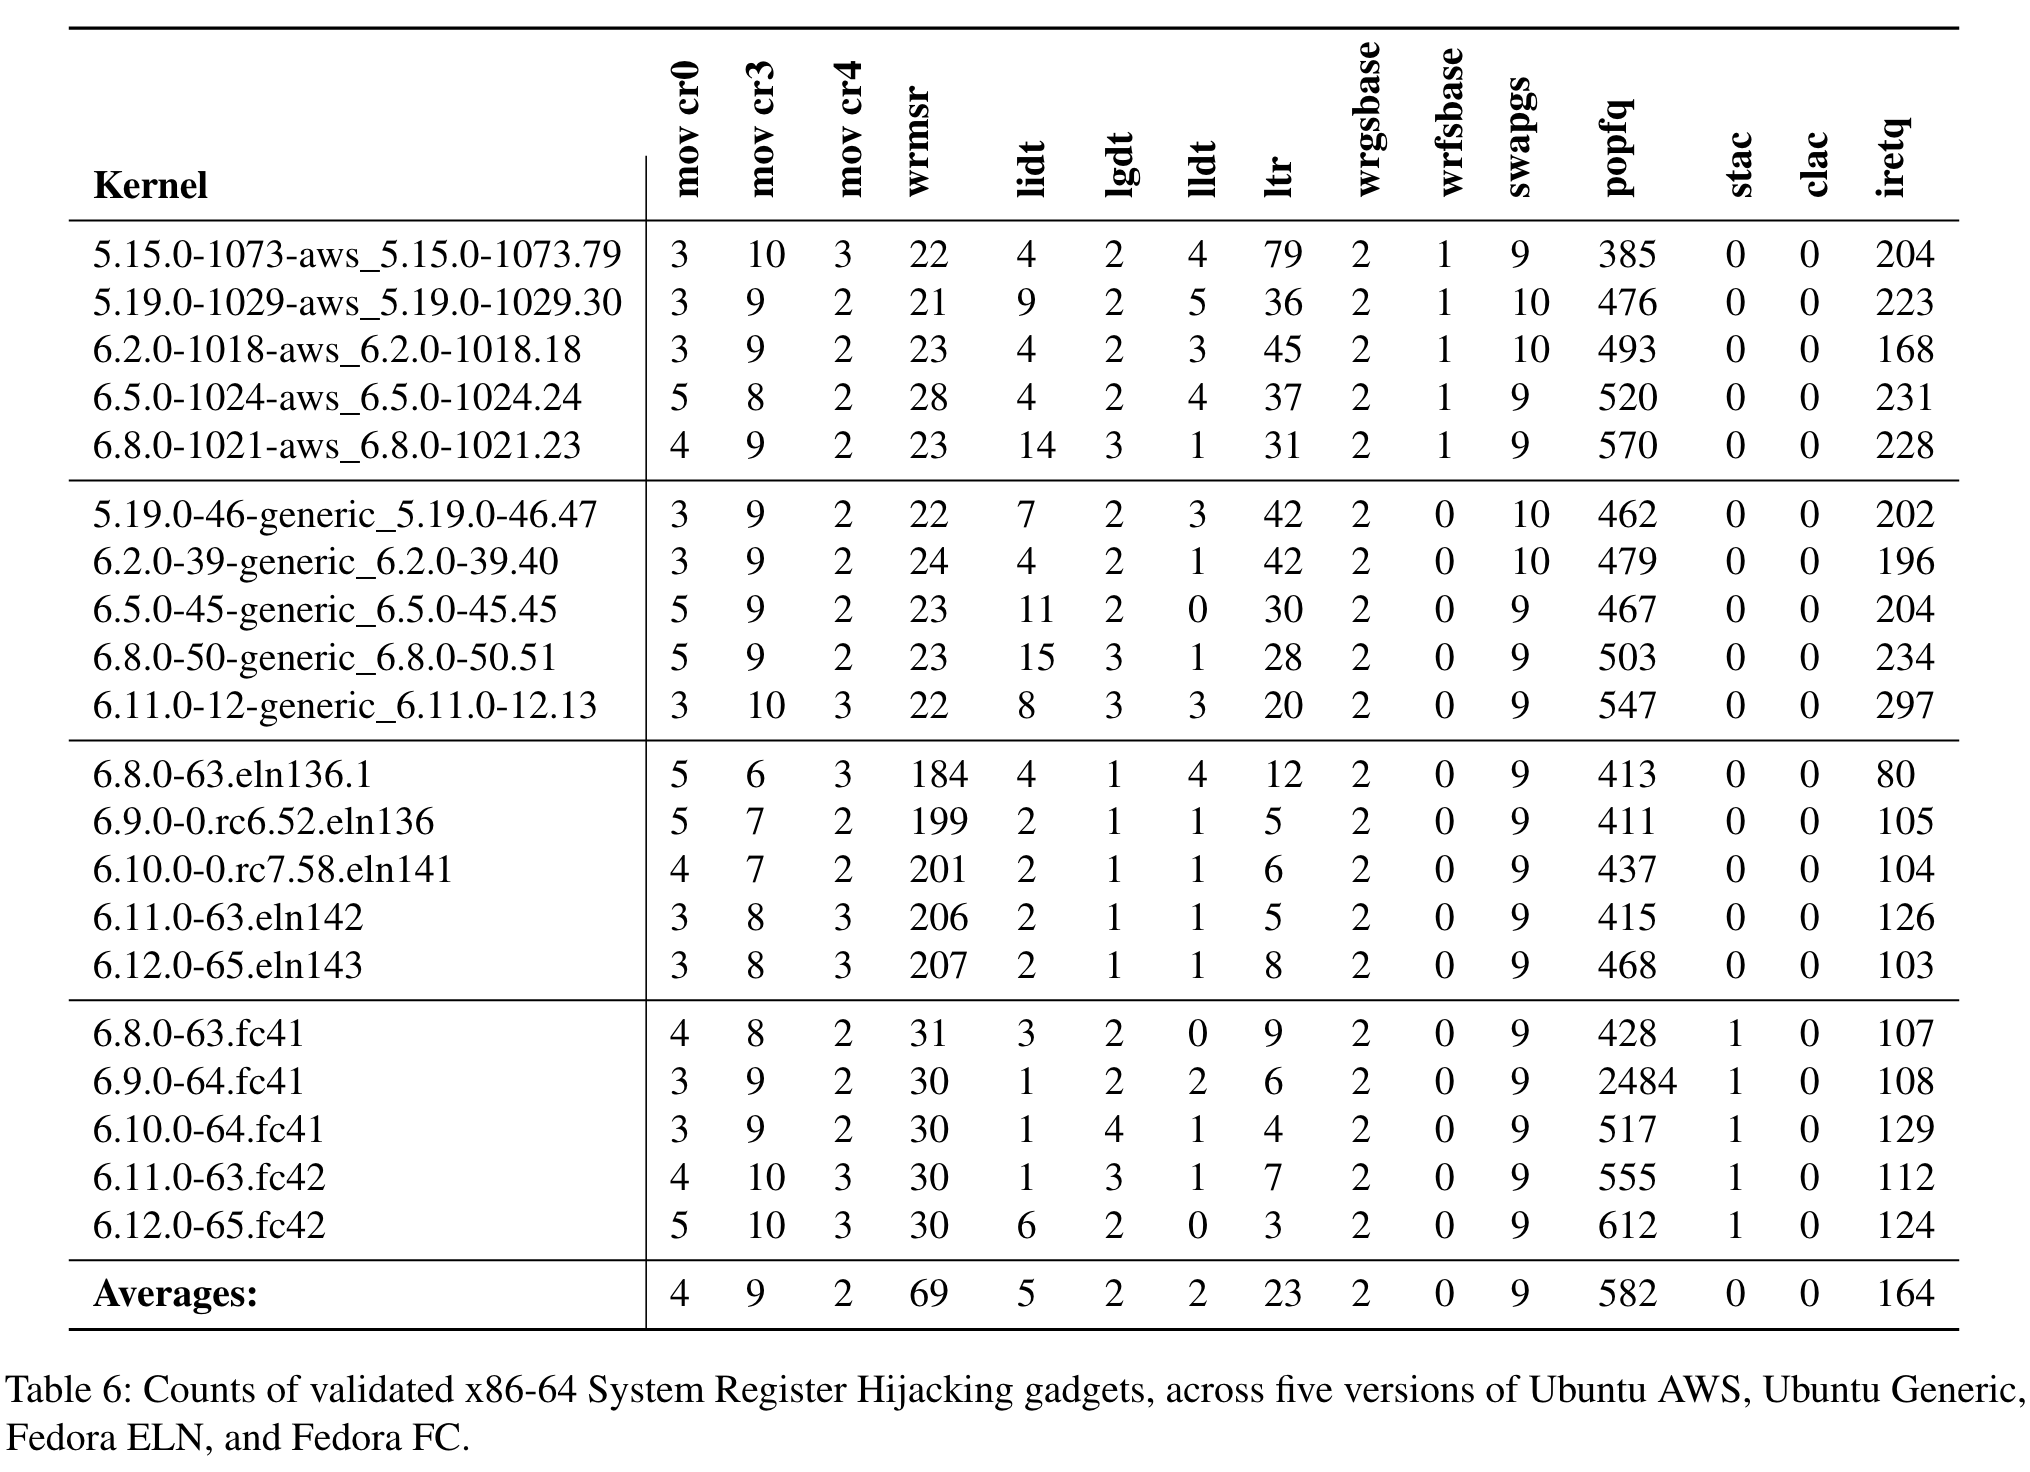 Kernel mov cr0 mov cr3 mov cr4 wrmsr lidt lgdt lldt ltr wrgsbase wrfsbase swapgs popfq stac clac iretq
5.15.0-1073-aws_5.15.0-1073.79 3 10 3 22 4 2 4 79 2 1 9 385 0 0 204
5.19.0-1029-aws_5.19.0-1029.30 3 9 2 21 9 2 5 36 2 1 10 476 0 0 223
6.2.0-1018-aws_6.2.0-1018.18 3 9 2 23 4 2 3 45 2 1 10 493 0 0 168
6.5.0-1024-aws_6.5.0-1024.24 5 8 2 28 4 2 4 37 2 1 9 520 0 0 231
6.8.0-1021-aws_6.8.0-1021.23 4 9 2 23 14 3 1 31 2 1 9 570 0 0 228
5.19.0-46-generic_5.19.0-46.47 3 9 2 22 7 2 3 42 2 0 10 462 0 0 202
6.2.0-39-generic_6.2.0-39.40 3 9 2 24 4 2 1 42 2 0 10 479 0 0 196
6.5.0-45-generic_6.5.0-45.45 5 9 2 23 11 2 0 30 2 0 9 467 0 0 204
6.8.0-50-generic_6.8.0-50.51 5 9 2 23 15 3 1 28 2 0 9 503 0 0 234
6.11.0-12-generic_6.11.0-12.13 3 10 3 22 8 3 3 20 2 0 9 547 0 0 297
6.8.0-63.eln136.1 5 6 3 184 4 1 4 12 2 0 9 413 0 0 80
6.9.0-0.rc6.52.eln136 5 7 2 199 2 1 1 5 2 0 9 411 0 0 105
6.10.0-0.rc7.58.eln141 4 7 2 201 2 1 1 6 2 0 9 437 0 0 104
6.11.0-63.eln142 3 8 3 206 2 1 1 5 2 0 9 415 0 0 126
6.12.0-65.eln143 3 8 3 207 2 1 1 8 2 0 9 468 0 0 103
6.8.0-63.fc41 4 8 2 31 3 2 0 9 2 0 9 428 1 0 107
6.9.0-64.fc41 3 9 2 30 1 2 2 6 2 0 9 2484 1 0 108
6.10.0-64.fc41 3 9 2 30 1 4 1 4 2 0 9 517 1 0 129
6.11.0-63.fc42 4 10 3 30 1 3 1 7 2 0 9 555 1 0 112
6.12.0-65.fc42 5 10 3 30 6 2 0 3 2 0 9 612 1 0 124
Averages: 4 9 2 69 5 2 2 23 2 0 9 582 0 0 164
Table 6: Counts of validated x86-64 System Register Hijacking gadgets, across five versions of Ubuntu AWS, Ubuntu Generic,
Fedora ELN, and Fedora FC.